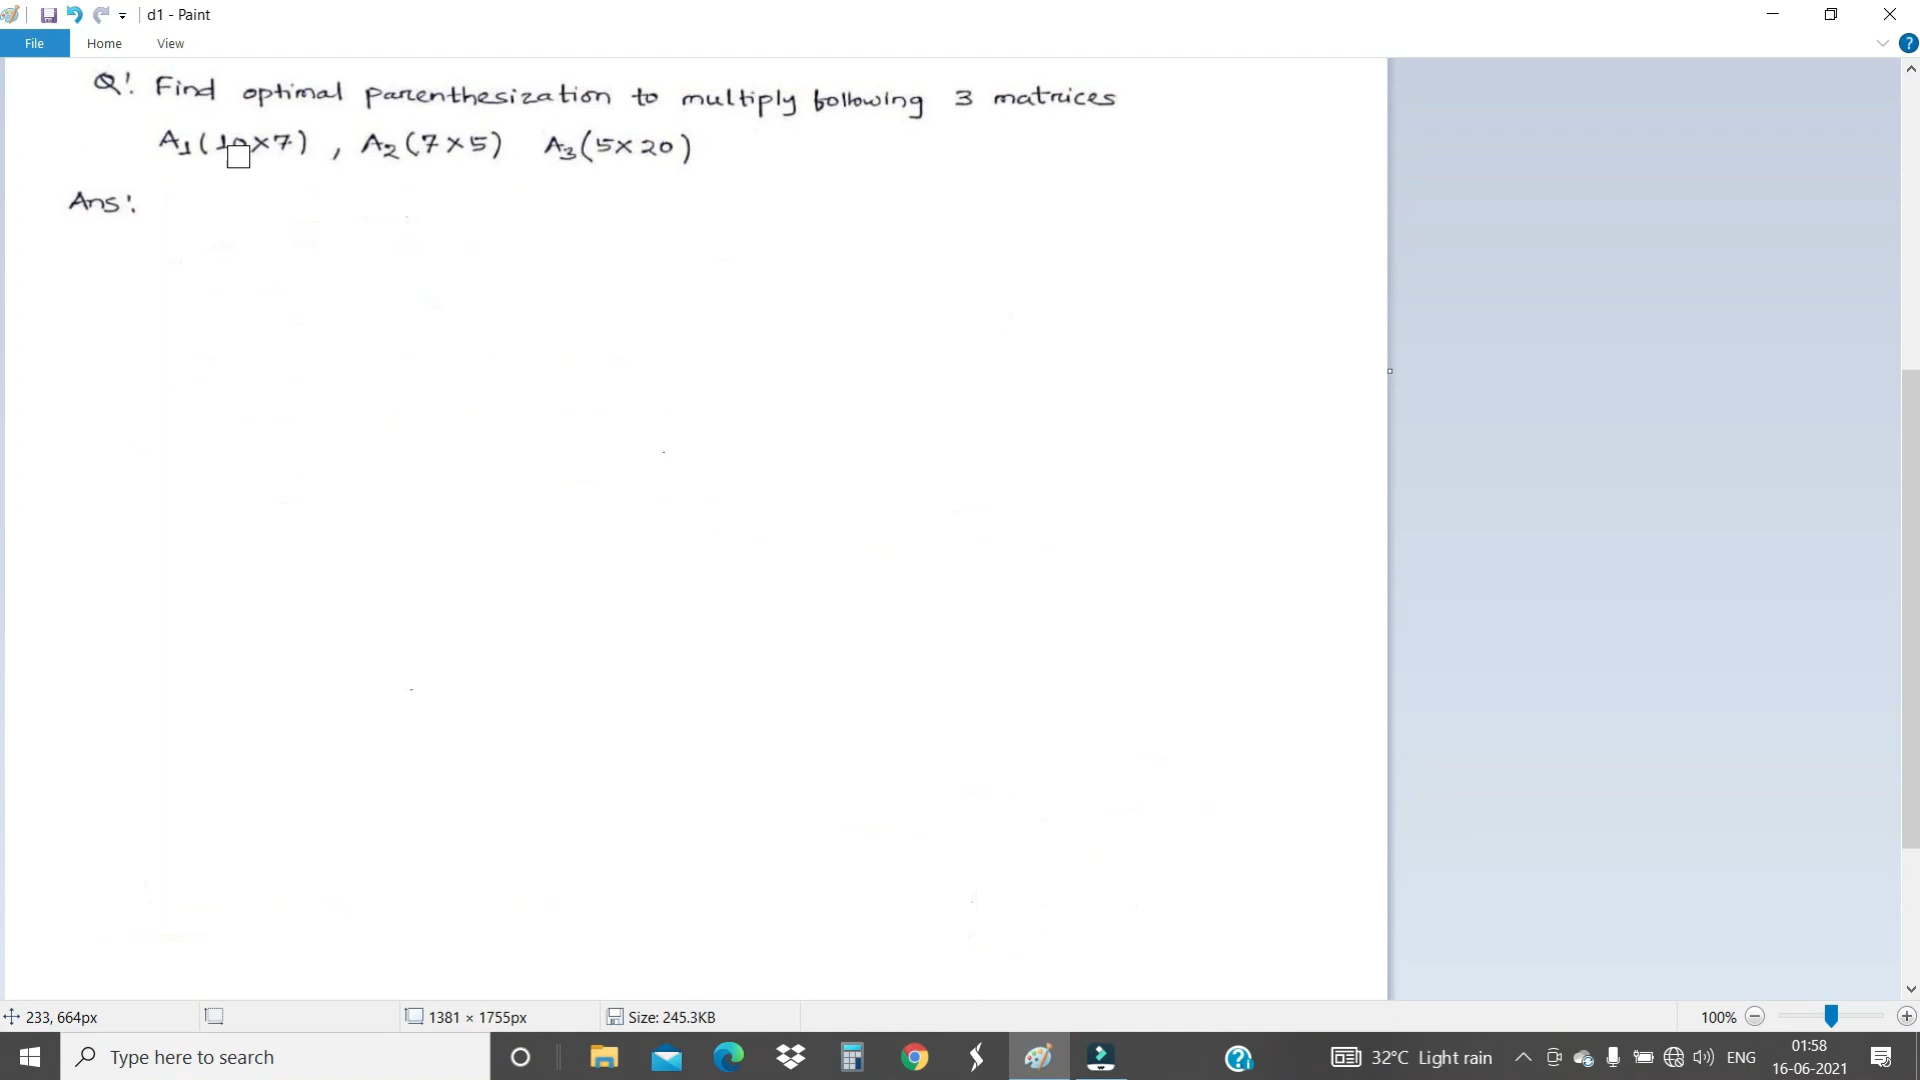 d1 - Paint
File Home View
Q: Find optimal parenthesization to multiply following 3 matrices
A1(10×7) , A2(7×5) A3(5×20)
Ans:
233, 664px 1381 × 1755px Size: 245.3KB 100%
Type here to search 32°C Light rain ENG 01:58
16-06-2021